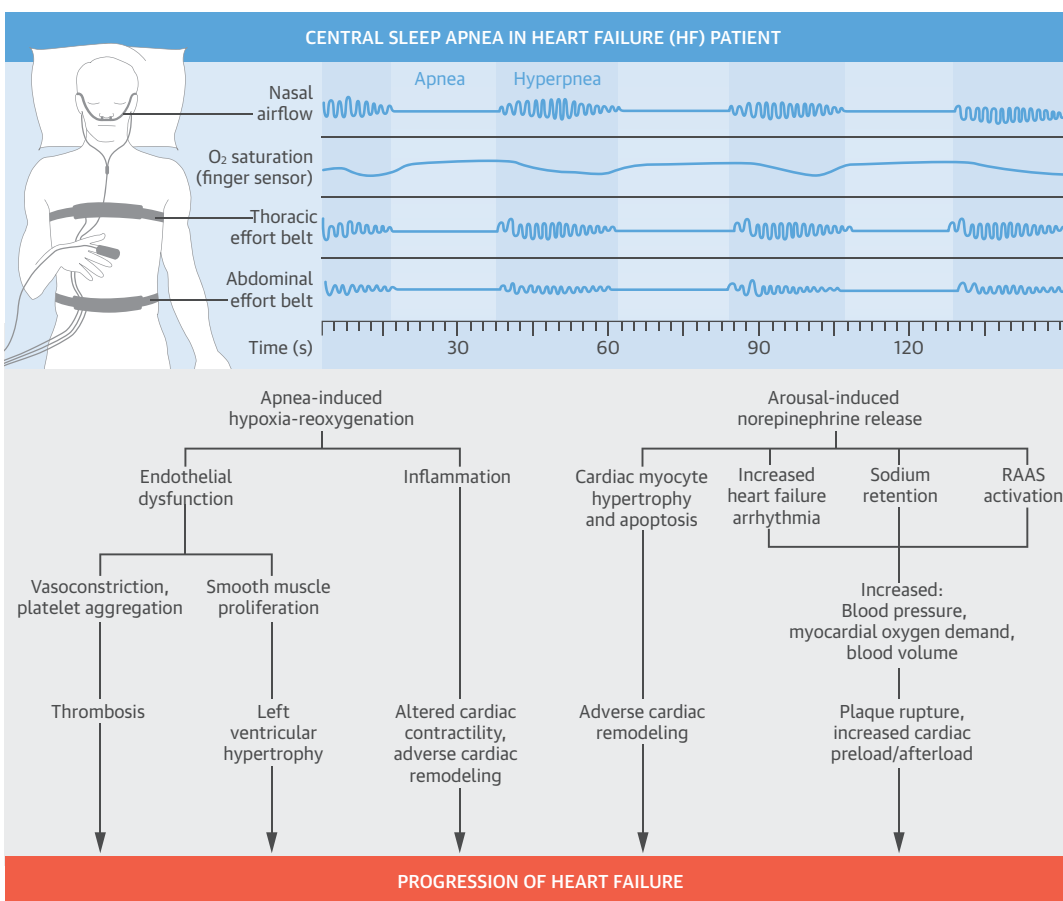 CENTRAL SLEEP APNEA IN HEART FAILURE (HF) PATIENT
Apnea
Hyperpnea
Nasal
airflow
O₂ saturation
(finger sensor)
Thoracic
effort belt
Abdominal
effort belt
Time (s)
30
60
90
120
Apnea-induced
hypoxia-reoxygenation
Arousal-induced
norepinephrine release
Endothelial
dysfunction
Inflammation
Cardiac myocyte
hypertrophy
and apoptosis
Increased
heart failure
arrhythmia
Sodium
retention
RAAS
activation
Vasoconstriction,
platelet aggregation
Smooth muscle
proliferation
Increased:
Blood pressure,
myocardial oxygen demand,
blood volume
Thrombosis
Left
ventricular
hypertrophy
Altered cardiac
contractility,
adverse cardiac
remodeling
Adverse cardiac
remodeling
Plaque rupture,
increased cardiac
preload/afterload
PROGRESSION OF HEART FAILURE